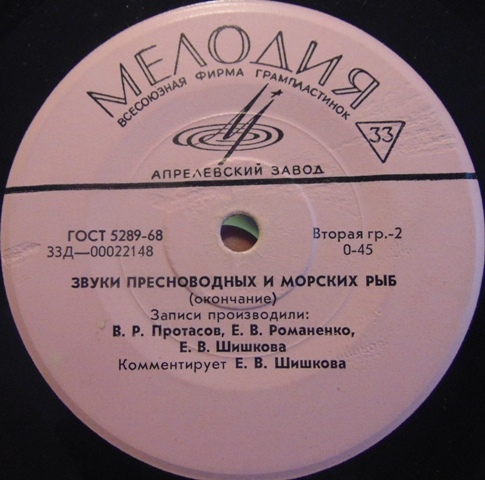 МЕЛОДИЯ
ВСЕСОЮЗНАЯ ФИРМА ГРАМПЛАСТИНОК
33
АПРЕЛЕВСКИЙ ЗАВОД
ГОСТ 5289-68
Вторая гр.-2
33Д—00022148
0-45
ЗВУКИ ПРЕСНОВОДНЫХ И МОРСКИХ РЫБ
(окончание)
Записи производили:
В. Р. Протасов, Е. В. Романенко,
Е. В. Шишкова
Комментирует Е. В. Шишкова